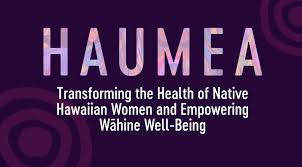 HAUMEA
Transforming the Health of Native
Hawaiian Women and Empowering
Wāhine Well-Being